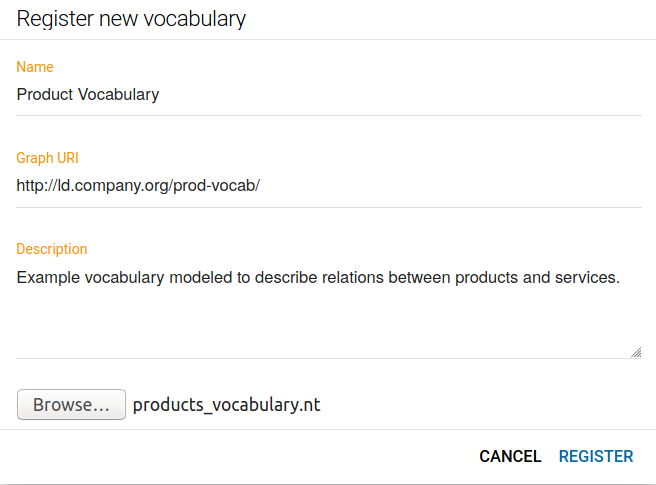 Register new vocabulary
Name
Product Vocabulary
Graph URI
http://ld.company.org/prod-vocab/
Description
Example vocabulary modeled to describe relations between products and services.
Browse... products_vocabulary.nt
CANCEL REGISTER